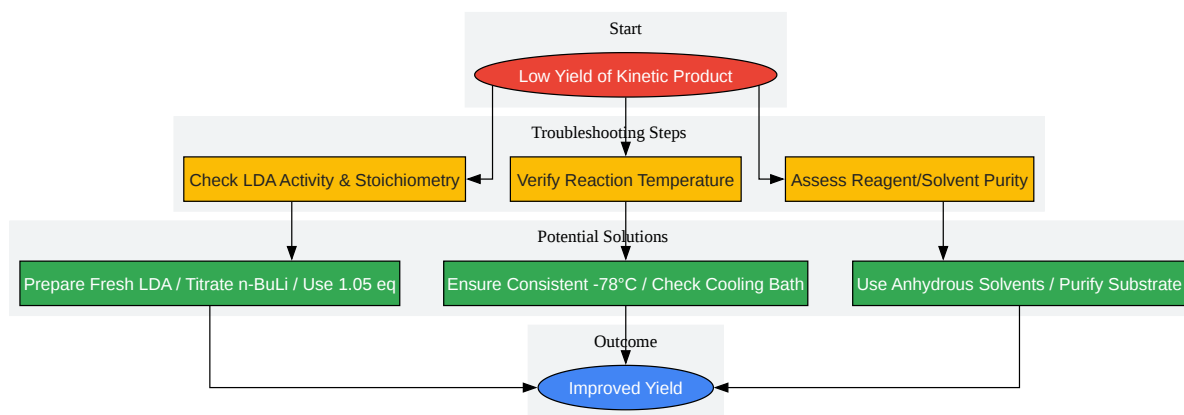 Start
Low Yield of Kinetic Product
Troubleshooting Steps
Check LDA Activity & Stoichiometry
Verify Reaction Temperature
Assess Reagent/Solvent Purity
Potential Solutions
Prepare Fresh LDA / Titrate n-BuLi / Use 1.05 eq
Ensure Consistent -78°C / Check Cooling Bath
Use Anhydrous Solvents / Purify Substrate
Outcome
Improved Yield